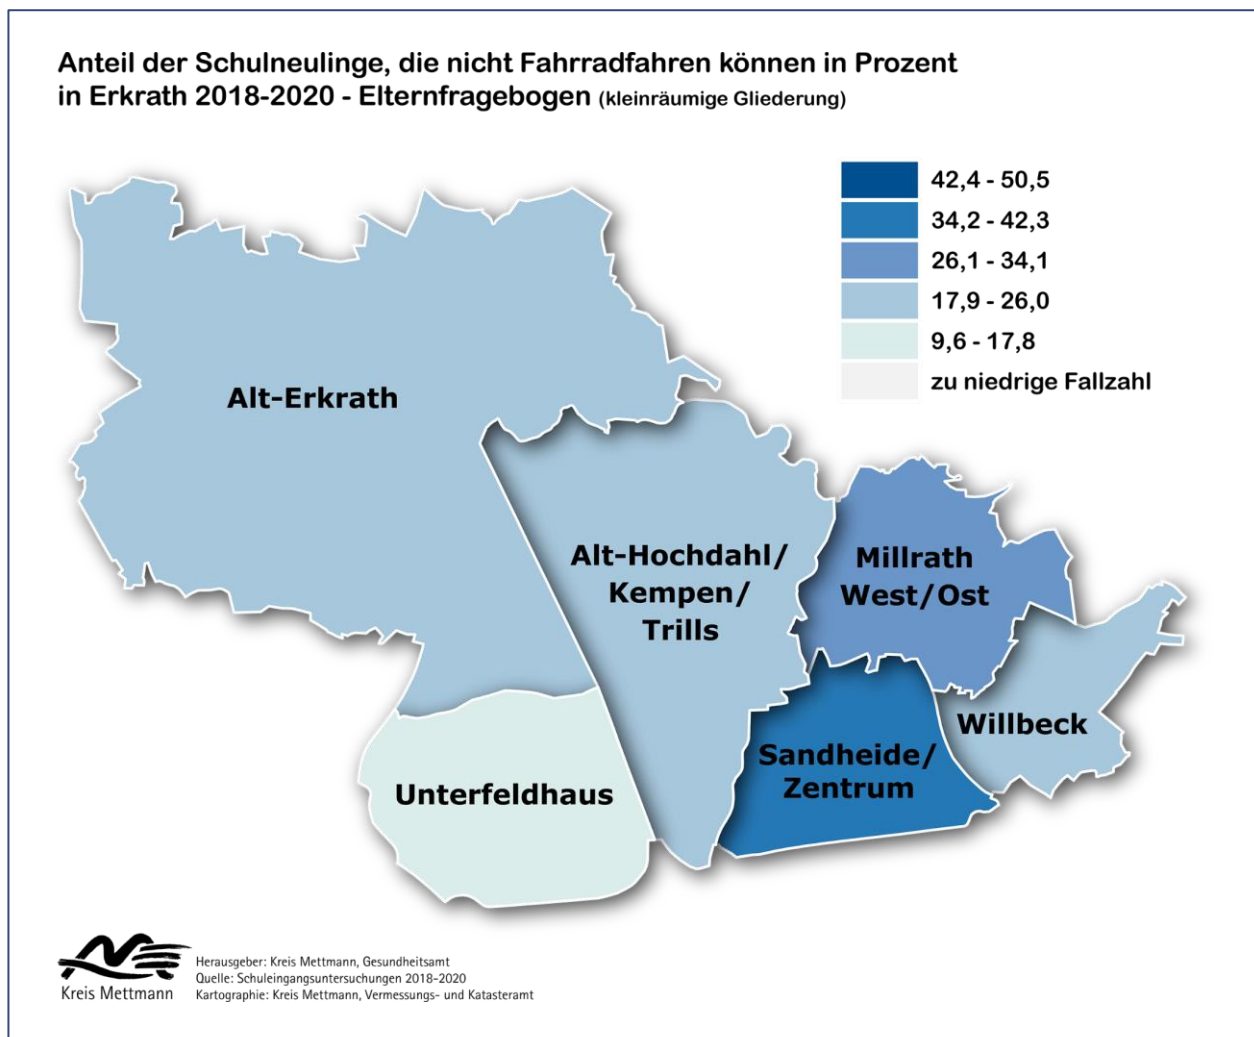 Anteil der Schulneulinge, die nicht Fahrradfahren können in Prozent
in Erkrath 2018-2020 - Elternfragebogen (kleinräumige Gliederung)
42,4 - 50,5
34,2 - 42,3
26,1 - 34,1
17,9 - 26,0
9,6 - 17,8
zu niedrige Fallzahl
Alt-Erkrath
Alt-Hochdahl/
Kempen/
Trills
Millrath
West/Ost
Willbeck
Sandheide/
Zentrum
Unterfeldhaus
Kreis Mettmann
Herausgeber: Kreis Mettmann, Gesundheitsamt
Quelle: Schuleingangsuntersuchungen 2018-2020
Kartographie: Kreis Mettmann, Vermessungs- und Katasteramt